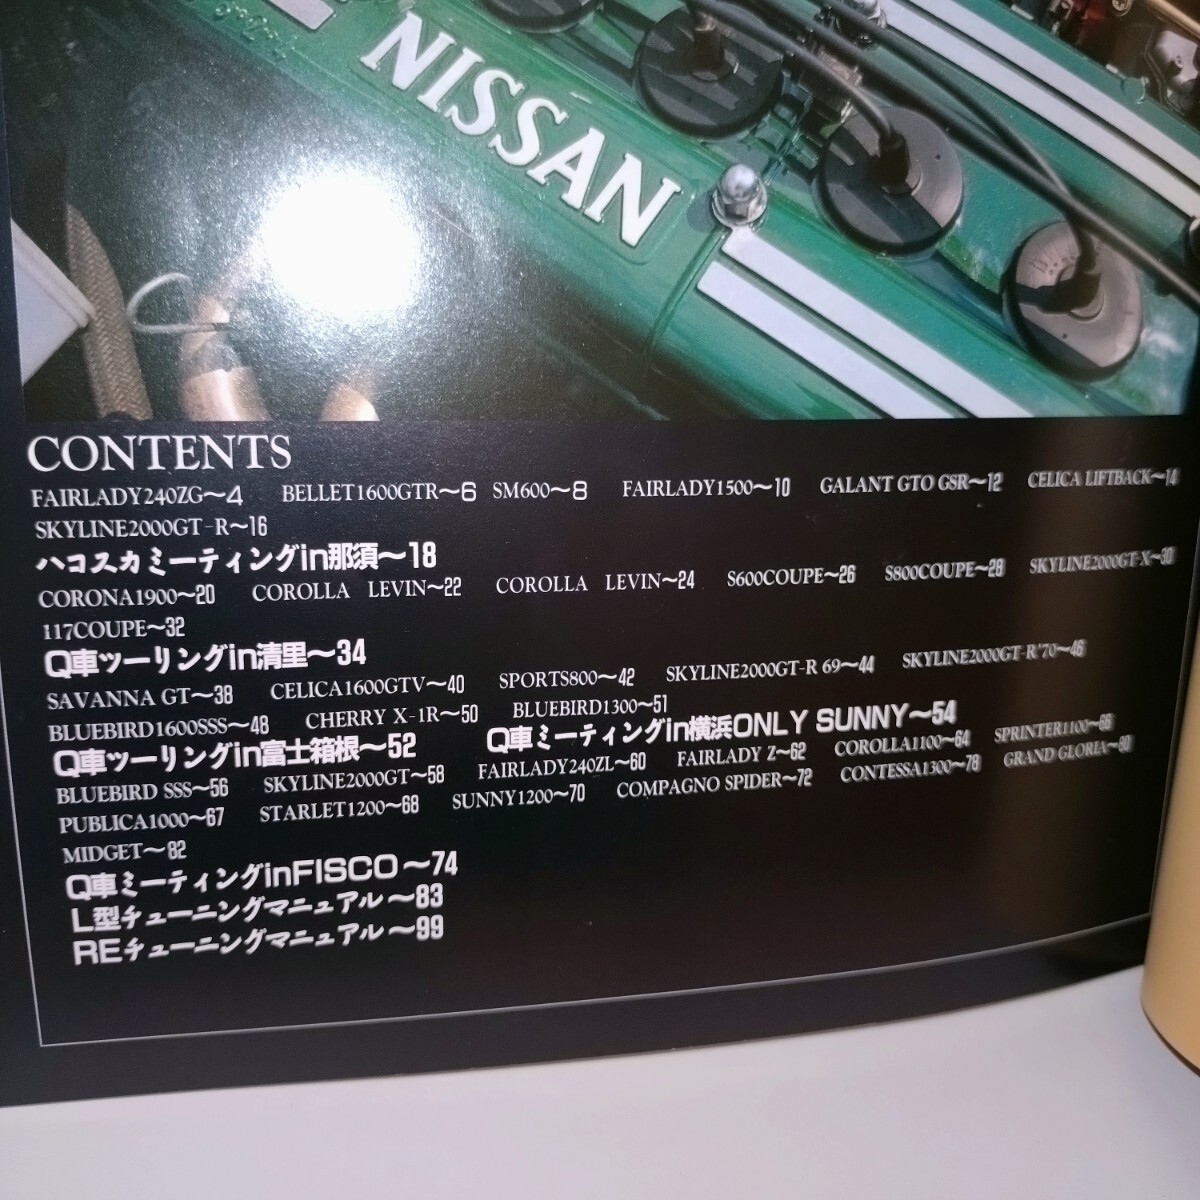 NISSAN
CONTENTS
FAIRLADY240ZG〜4 BELLET1600GTR〜6 SM600〜8 FAIRLADY1500〜10 GALANT GTO GSR〜12 CELICA LIFTBACK〜14
SKYLINE2000GT-R〜16
ハコスカミーティングin那須〜18
CORONA1900〜20 COROLLA LEVIN〜22 COROLLA LEVIN〜24 S600COUPE〜26 S800COUPE〜28 SKYLINE2000GT-X〜30
117COUPE〜32
Q車ツーリングin清里〜34
SAVANNA GT〜38 CELICA1600GTV〜40 SPORTS800〜42 SKYLINE2000GT-R 69〜44 SKYLINE2000GT-R'70〜46
BLUEBIRD1600SSS〜48 CHERRY X-1R〜50 BLUEBIRD1300〜51
Q車ツーリングin富士箱根〜52 Q車ミーティングin横浜ONLY SUNNY〜54
BLUEBIRD SSS〜56 SKYLINE2000GT〜58 FAIRLADY240ZL〜60 FAIRLADY Z〜62 COROLLA1100〜64 SPRINTER1100〜66
PUBLICA1000〜67 STARLET1200〜68 SUNNY1200〜70 COMPAGNO SPIDER〜72 CONTESSA1300〜78 GRAND GLORIA〜80
MIDGET〜82
Q車ミーティングinFISCO〜74
L型チューニングマニュアル〜83
REチューニングマニュアル〜99